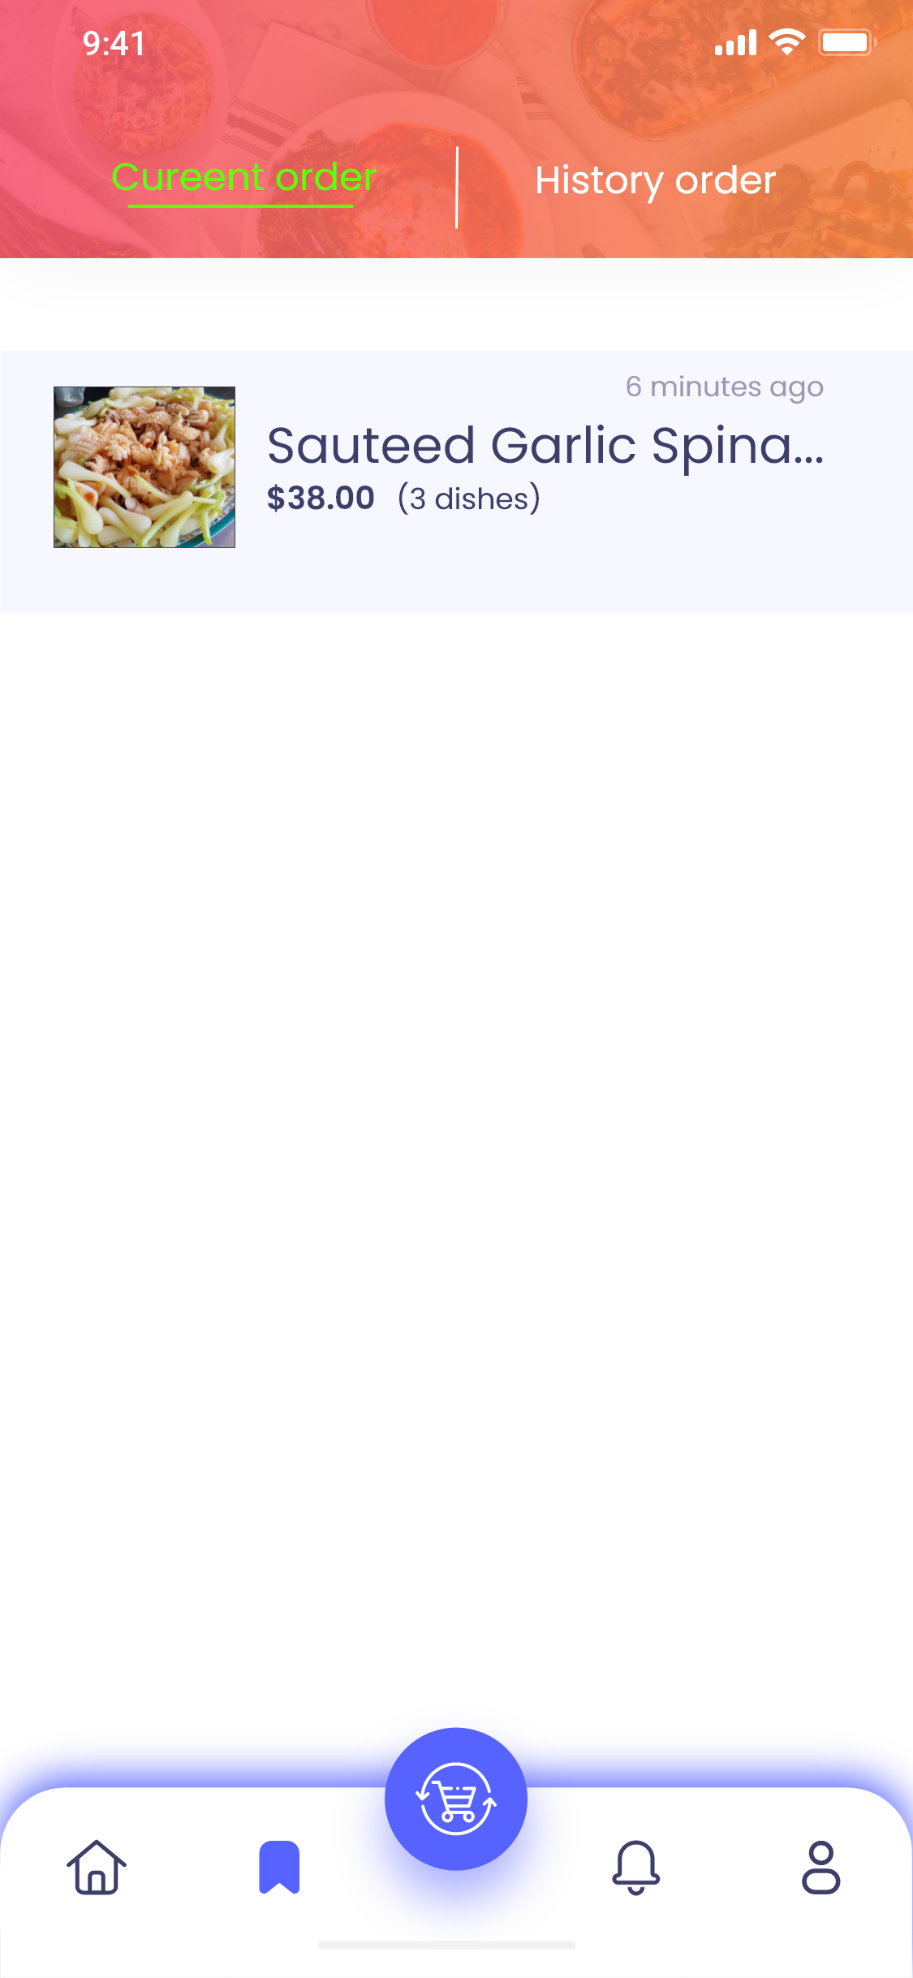 9:41
Cureent order
History order
6 minutes ago
Sauteed Garlic Spina...
$38.00 (3 dishes)